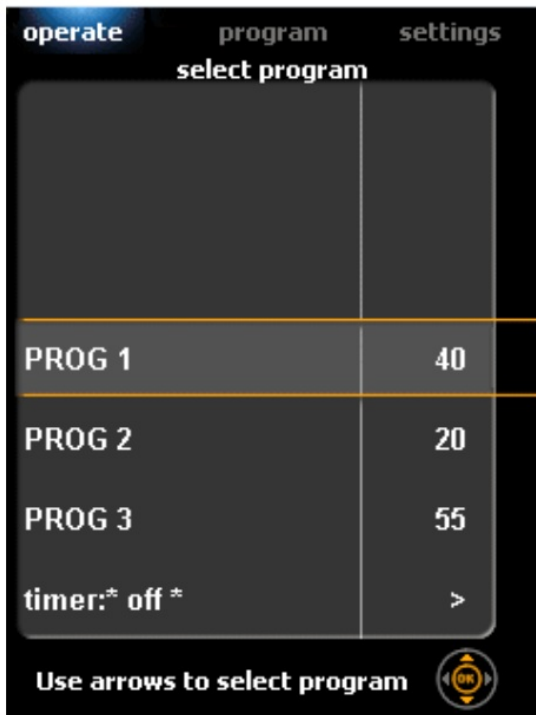 operate program settings
select program
PROG 1 40
PROG 2 20
PROG 3 55
timer:* off * >
Use arrows to select program OK